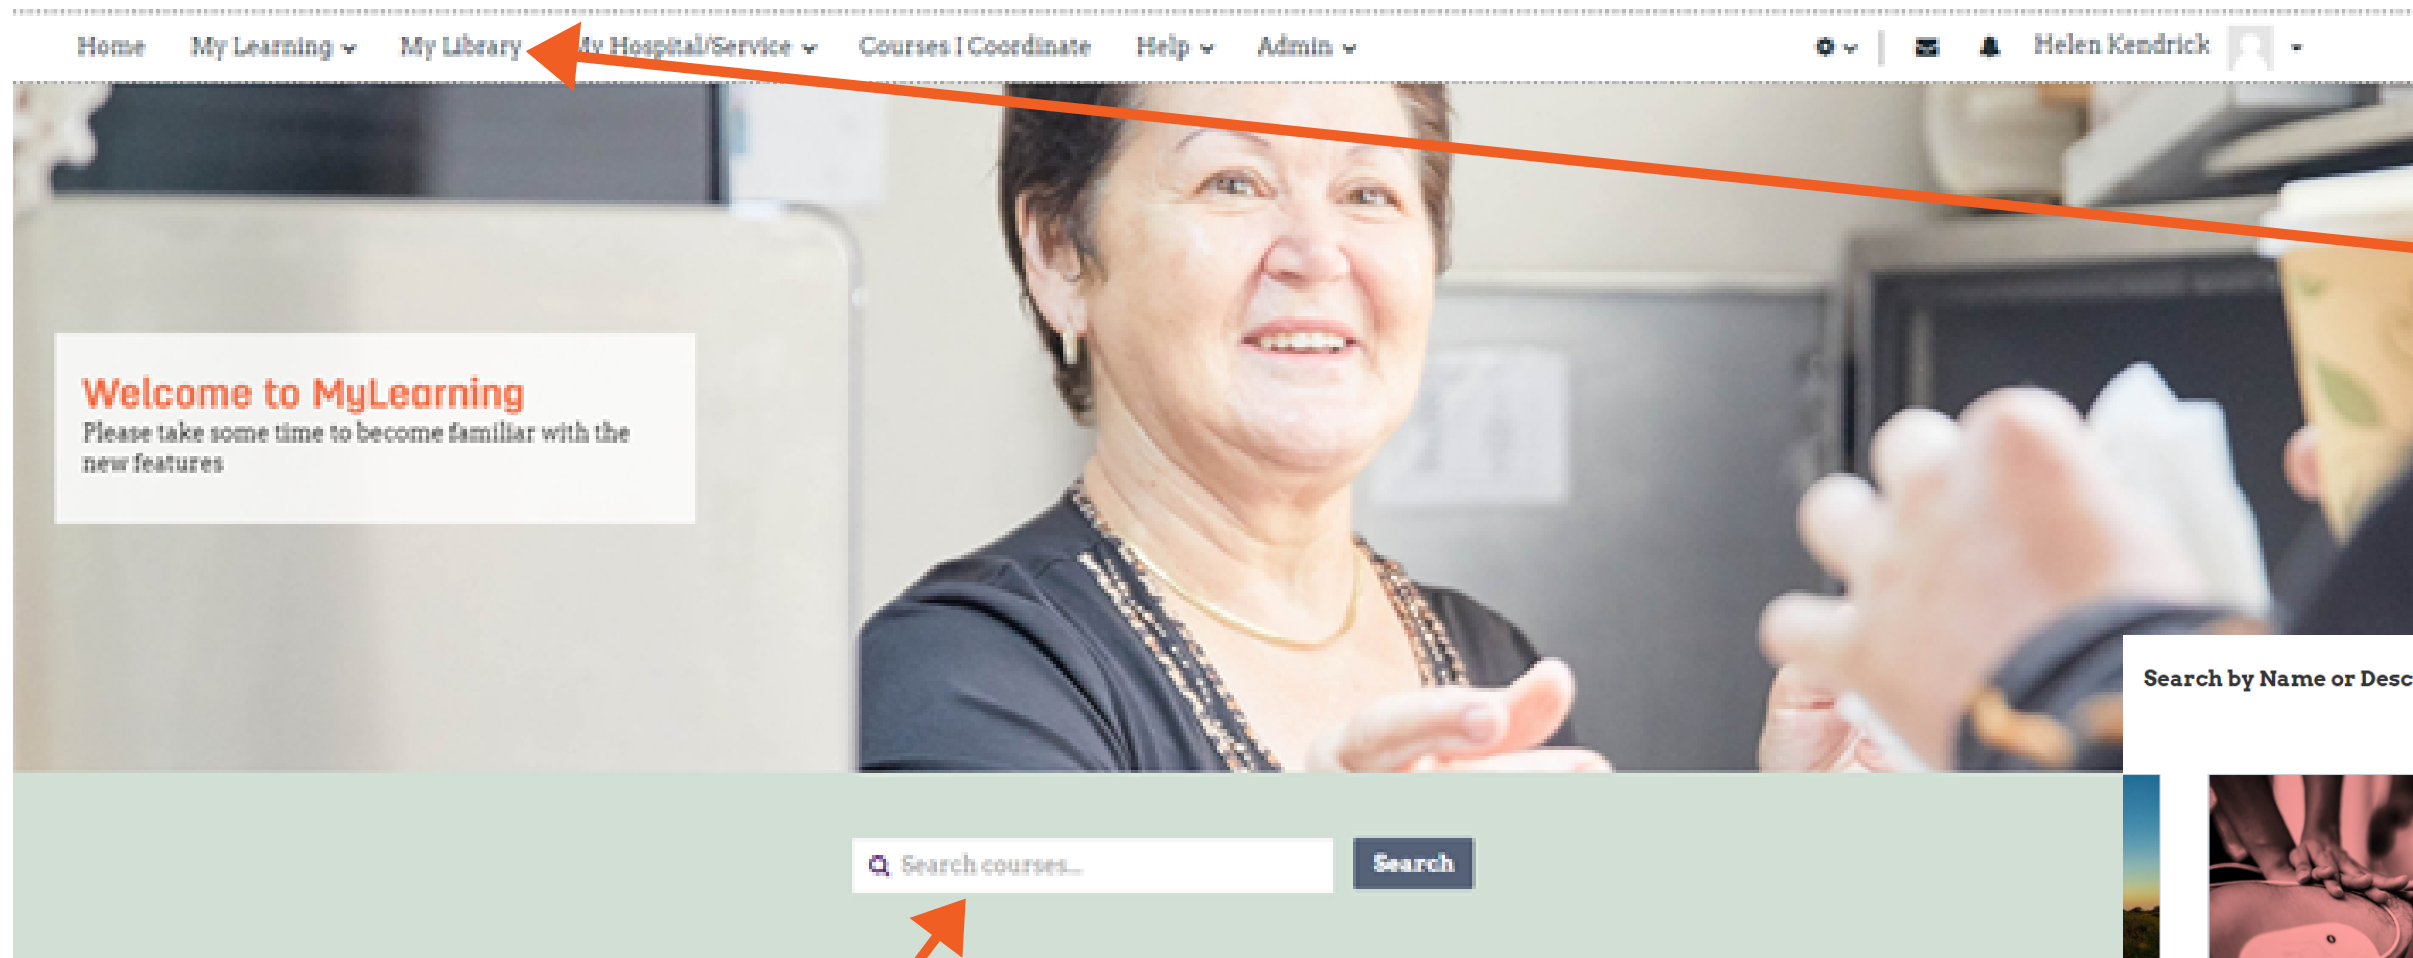 Home My Learning My Library My Hospital/Service Courses I Coordinate Help Admin Helen Kendrick
Welcome to MyLearning
Please take some time to become familiar with the
new features
Search by Name or Desc
Search courses... Search